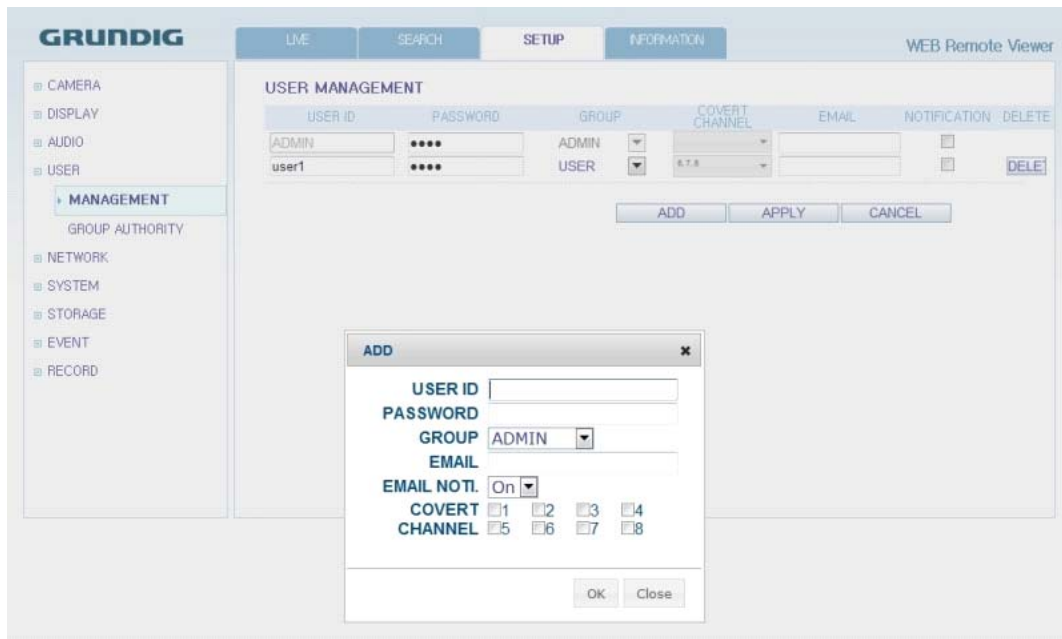 GRUNDIG
LIVE SEARCH SETUP INFORMATION
WEB Remote Viewer
CAMERA
DISPLAY
AUDIO
USER
MANAGEMENT
GROUP AUTHORITY
NETWORK
SYSTEM
STORAGE
EVENT
RECORD
USER MANAGEMENT
USER ID PASSWORD GROUP COVERT CHANNEL EMAIL NOTIFICATION DELETE
ADMIN •••• ADMIN
user1 •••• USER 6.7.8 DELE
ADD APPLY CANCEL
ADD
USER ID
PASSWORD
GROUP ADMIN
EMAIL
EMAIL NOTI. On
COVERT 1 2 3 4
CHANNEL 5 6 7 8
OK Close